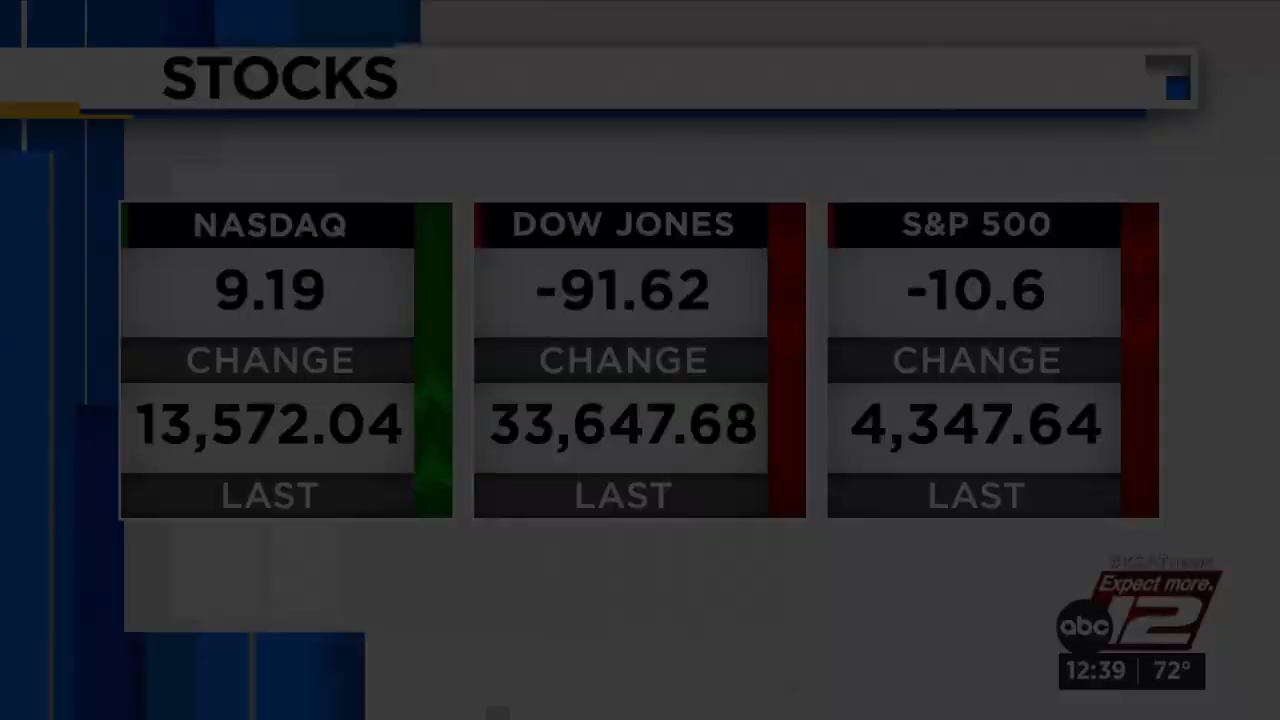 STOCKS
NASDAQ
9.19
CHANGE
13,572.04
LAST
DOW JONES
-91.62
CHANGE
33,647.68
LAST
S&P 500
-10.6
CHANGE
4,347.64
LAST
#KSATnews
Expect more.
abc 12
12:39 72°